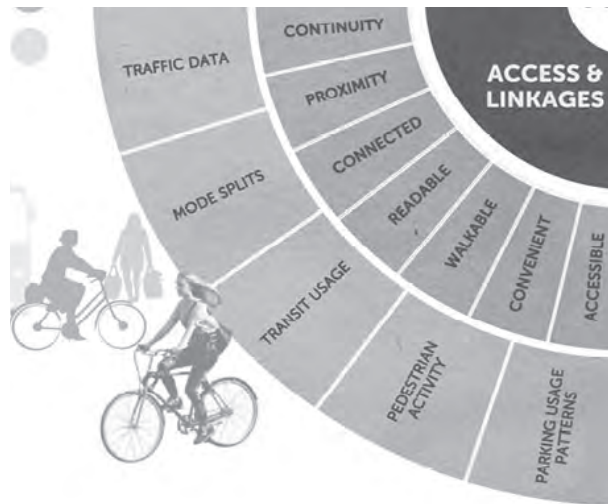 ACCESS &
LINKAGES
CONTINUITY
PROXIMITY
CONNECTED
READABLE
WALKABLE
CONVENIENT
ACCESSIBLE
TRAFFIC DATA
MODE SPLITS
TRANSIT USAGE
PEDESTRIAN
ACTIVITY
PARKING USAGE
PATTERNS